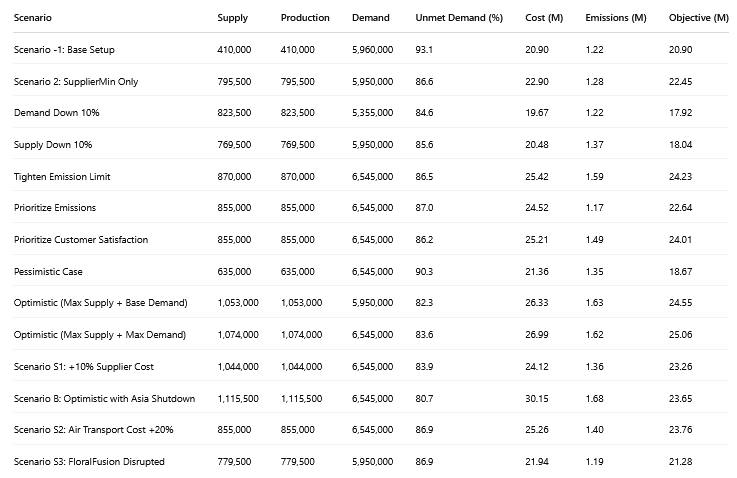 Scenario Supply Production Demand Unmet Demand (%) Cost (M) Emissions (M) Objective (M)
Scenario -1: Base Setup 410,000 410,000 5,960,000 93.1 20.90 1.22 20.90
Scenario 2: SupplierMin Only 795,500 795,500 5,950,000 86.6 22.90 1.28 22.45
Demand Down 10% 823,500 823,500 5,355,000 84.6 19.67 1.22 17.92
Supply Down 10% 769,500 769,500 5,950,000 85.6 20.48 1.37 18.04
Tighten Emission Limit 870,000 870,000 6,545,000 86.5 25.42 1.59 24.23
Prioritize Emissions 855,000 855,000 6,545,000 87.0 24.52 1.17 22.64
Prioritize Customer Satisfaction 855,000 855,000 6,545,000 86.2 25.21 1.49 24.01
Pessimistic Case 635,000 635,000 6,545,000 90.3 21.36 1.35 18.67
Optimistic (Max Supply + Base Demand) 1,053,000 1,053,000 5,950,000 82.3 26.33 1.63 24.55
Optimistic (Max Supply + Max Demand) 1,074,000 1,074,000 6,545,000 83.6 26.99 1.62 25.06
Scenario S1: +10% Supplier Cost 1,044,000 1,044,000 6,545,000 83.9 24.12 1.36 23.26
Scenario 8: Optimistic with Asia Shutdown 1,115,500 1,115,500 6,545,000 80.7 30.15 1.68 23.65
Scenario S2: Air Transport Cost +20% 855,000 855,000 6,545,000 86.9 25.26 1.40 23.76
Scenario S3: FloralFusion Disrupted 779,500 779,500 5,950,000 86.9 21.94 1.19 21.28